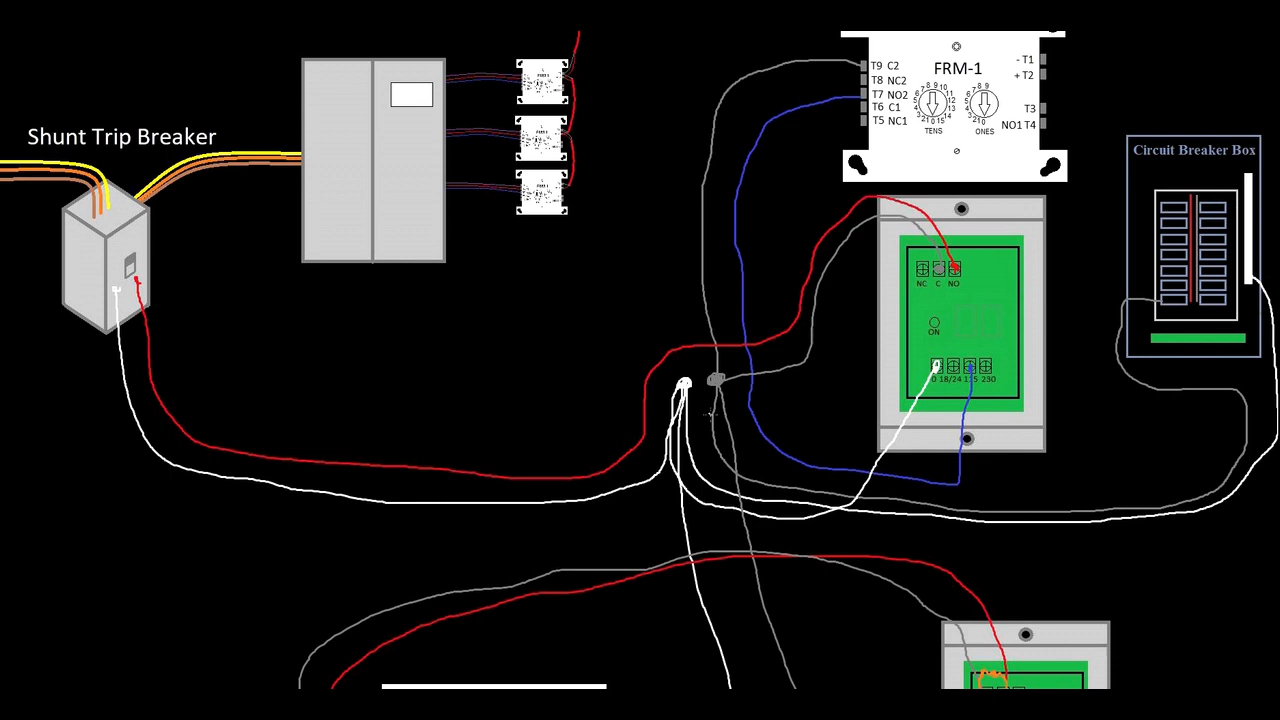 Shunt Trip Breaker
FRM-1
T9 C2
T8 NC2
T7 NO2
T6 C1
T5 NC1
- T1
+ T2
T3
NO1 T4
TENS
ONES
Circuit Breaker Box
NC C NO
ON
0 18/24 115 230